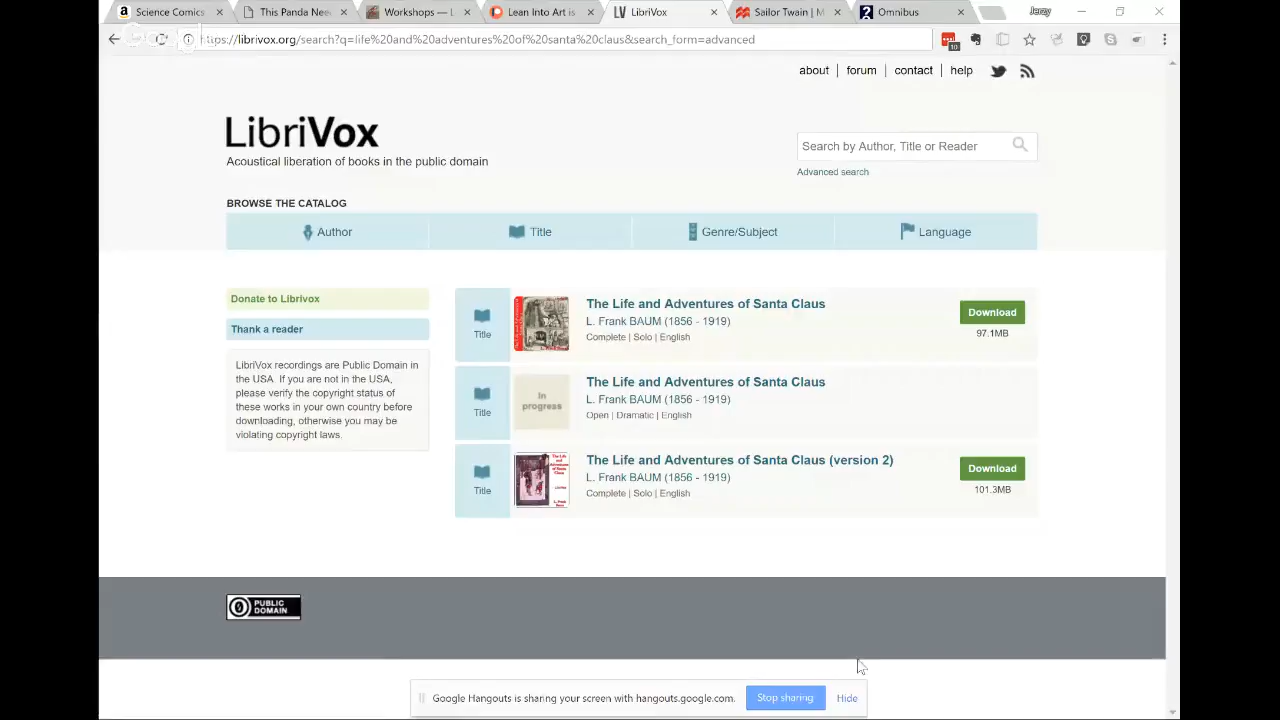 Science Comics
This Panda Nee
Workshops — L
Lean Into Art is
LibriVox
Sailor Twain | M
Omnibus
Jerzy
https://librivox.org/search?q=life%20and%20adventures%20of%20santa%20claus&search_form=advanced
10
about
forum
contact
help
LibriVox
Acoustical liberation of books in the public domain
Search by Author, Title or Reader
Advanced search
BROWSE THE CATALOG
Author
Title
Genre/Subject
Language
Donate to Librivox
Thank a reader
LibriVox recordings are Public Domain in
the USA. If you are not in the USA,
please verify the copyright status of
these works in your own country before
downloading, otherwise you may be
violating copyright laws.
Title
The Life and Adventures of Santa Claus
L. Frank BAUM (1856 - 1919)
Complete | Solo | English
Download
97.1MB
Title
In
progress
The Life and Adventures of Santa Claus
L. Frank BAUM (1856 - 1919)
Open | Dramatic | English
Title
The Life and Adventures of Santa Claus (version 2)
L. Frank BAUM (1856 - 1919)
Complete | Solo | English
Download
101.3MB
PUBLIC
DOMAIN
Google Hangouts is sharing your screen with hangouts.google.com.
Stop sharing
Hide